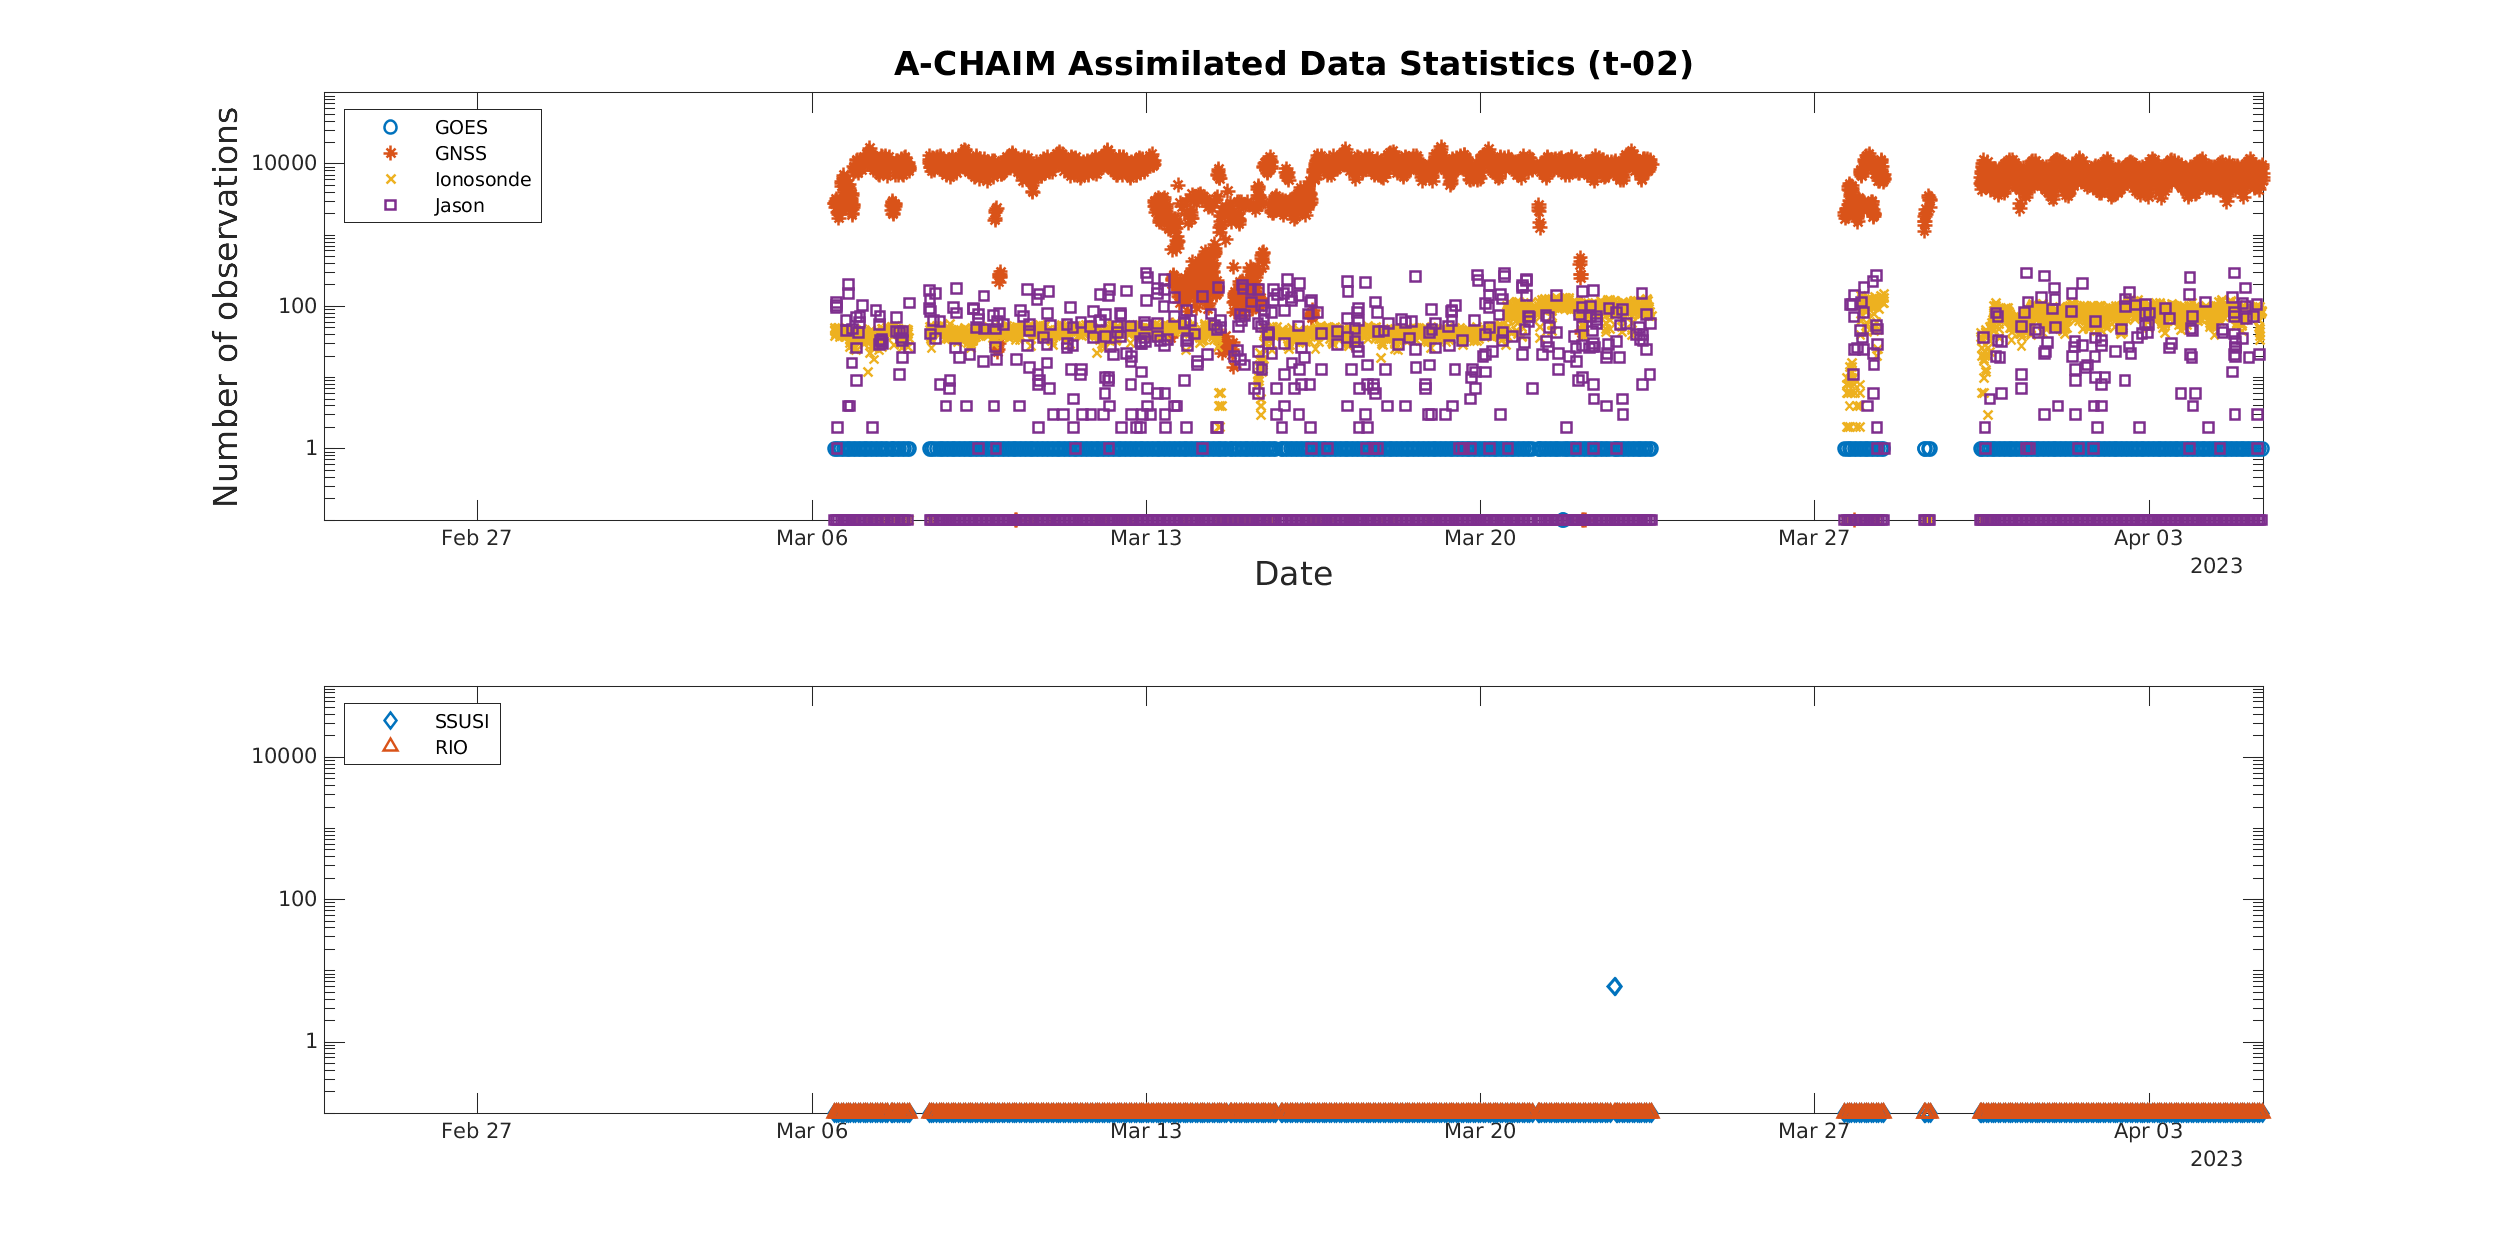 A-CHAIM Assimilated Data Statistics (t-02)
Number of observations
10000
100
1
GOES
GNSS
Ionosonde
Jason
Feb 27 Mar 06 Mar 13 Mar 20 Mar 27 Apr 03
2023
Date
10000
100
1
SSUSI
RIO
Feb 27 Mar 06 Mar 13 Mar 20 Mar 27 Apr 03
2023